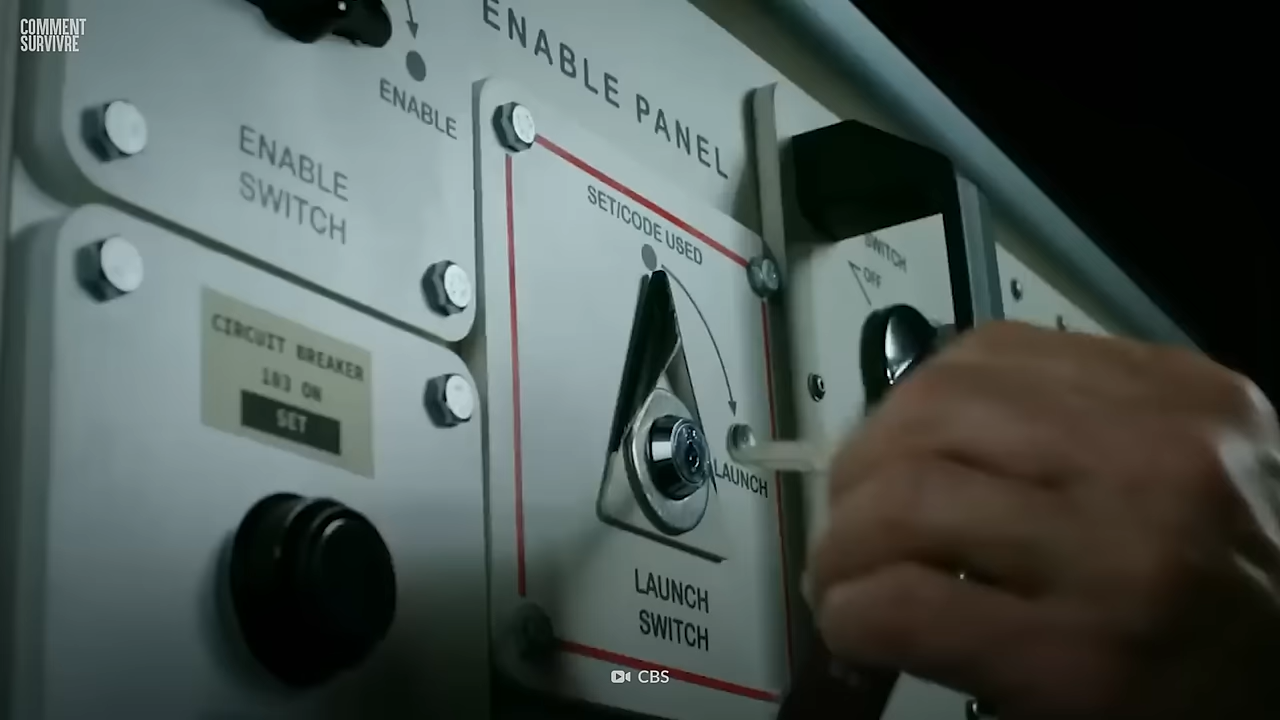 COMMENT
SURVIVRE
ENABLE PANEL
ENABLE
ENABLE
SWITCH
SET/CODE USED
SWITCH
OFF
CIRCUIT BREAKER
103 ON
SET
LAUNCH
LAUNCH
SWITCH
CBS